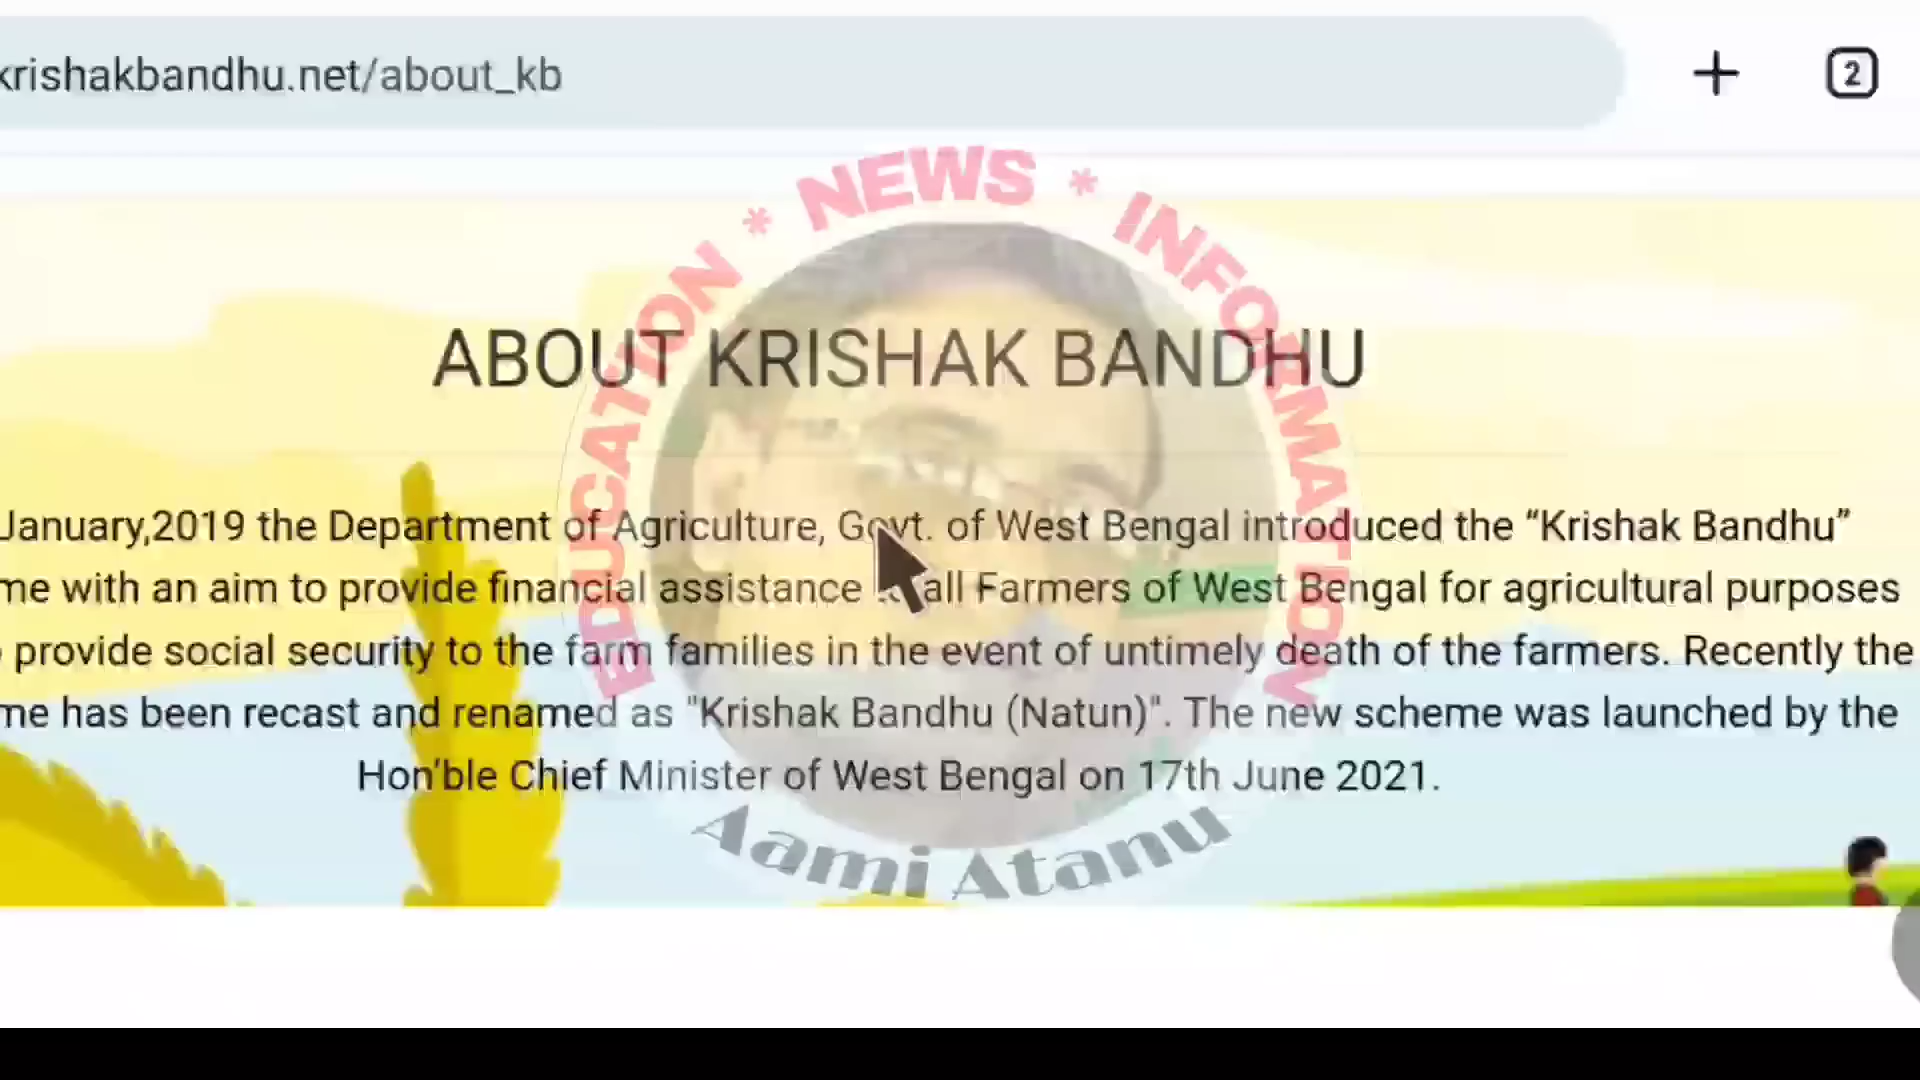 krishakbandhu.net/about_kb
2
EDUCATION * NEWS * INFORMATION
ABOUT KRISHAK BANDHU
January,2019 the Department of Agriculture, Govt. of West Bengal introduced the “Krishak Bandhu”
me with an aim to provide financial assistance all Farmers of West Bengal for agricultural purposes
provide social security to the farm families in the event of untimely death of the farmers. Recently the
me has been recast and renamed as "Krishak Bandhu (Natun)". The new scheme was launched by the
Hon'ble Chief Minister of West Bengal on 17th June 2021.
Aami Atanu